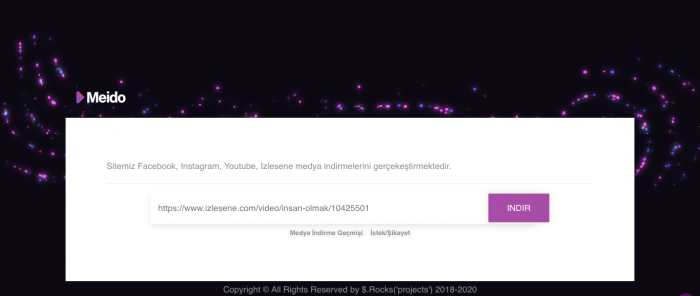 Meido
Sitemiz Facebook, Instagram, Youtube, Izlesene medya indirmelerini gerçekeştirmektedir.
https://www.izlesene.com/video/insan-olmak/10425501
INDIR
Medya İndirme Geçmişi İstek/Şikayet
Copyright © All Rights Reserved by $.Rocks('projects') 2018-2020